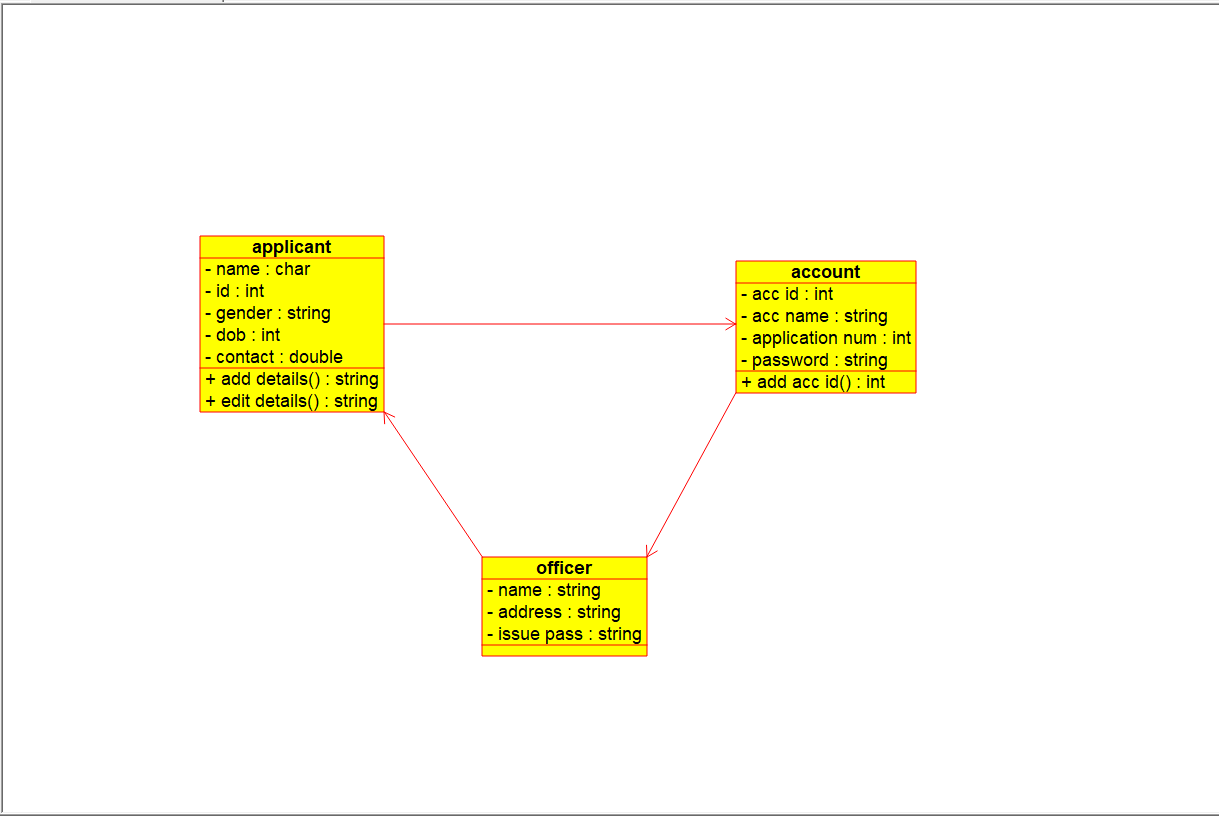 applicant
- name : char
- id : int
- gender : string
- dob : int
- contact : double
+ add details() : string
+ edit details() : string
account
- acc id : int
- acc name : string
- application num : int
- password : string
+ add acc id() : int
officer
- name : string
- address : string
- issue pass : string